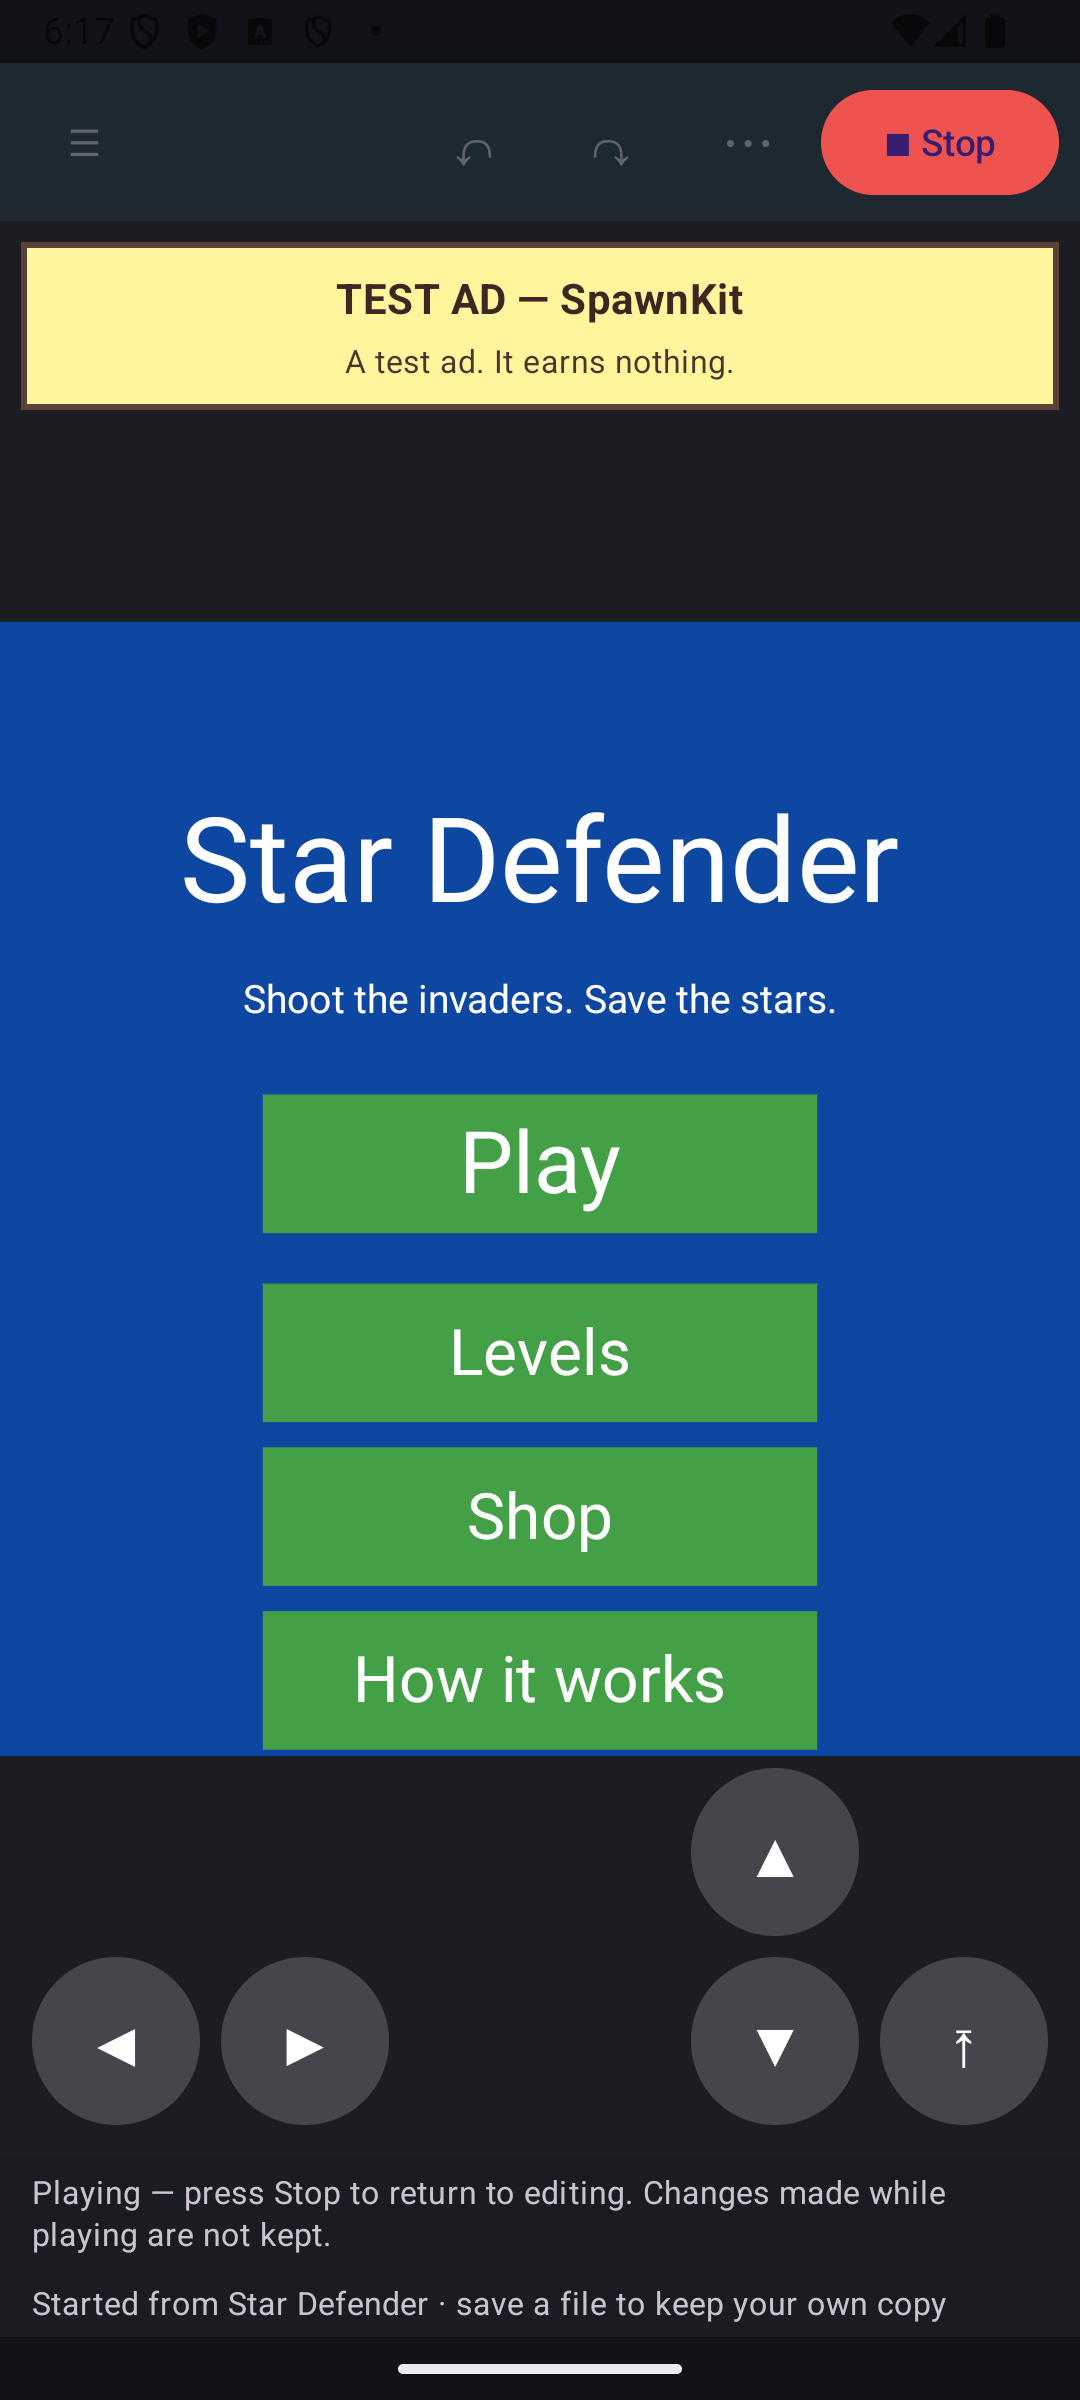 6:17
Stop
TEST AD — SpawnKit
A test ad. It earns nothing.
Star Defender
Shoot the invaders. Save the stars.
Play
Levels
Shop
How it works
Playing — press Stop to return to editing. Changes made while
playing are not kept.
Started from Star Defender · save a file to keep your own copy